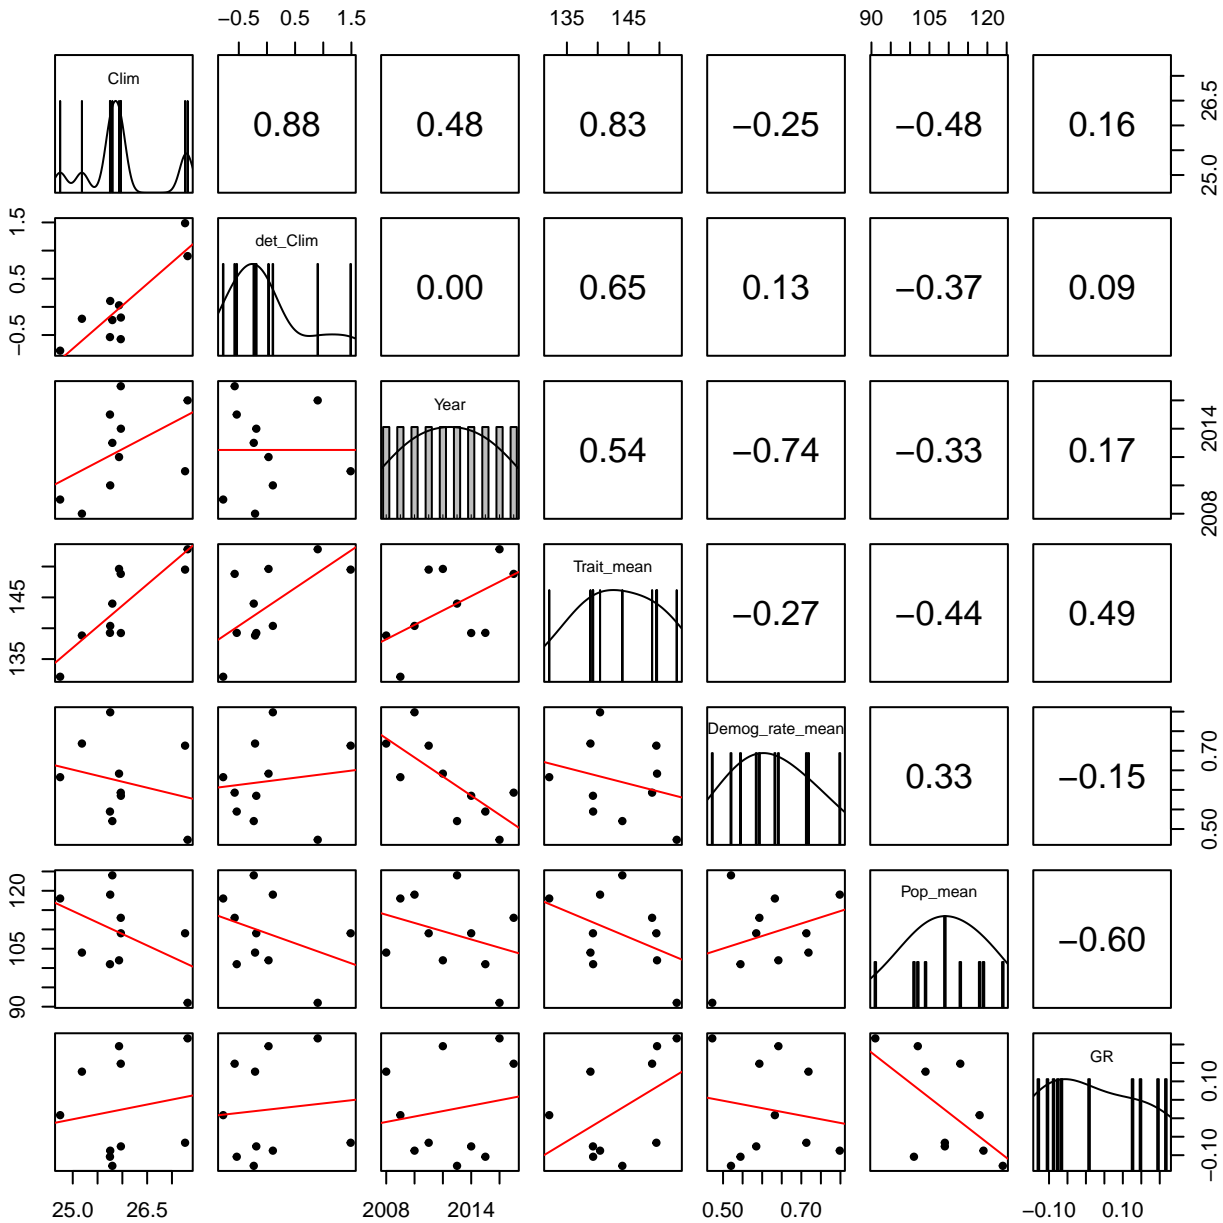 −0.5 0.5 1.5 135 145 90 105 120
Clim 0.88 0.48 0.83 −0.25 −0.48 0.16 25.0 26.5
−0.5 0.5 1.5 det_Clim 0.00 0.65 0.13 −0.37 0.09
Year 0.54 −0.74 −0.33 0.17 2008 2014
135 145 Trait_mean −0.27 −0.44 0.49
Demog_rate_mean 0.33 −0.15 0.50 0.70
90 105 120 Pop_mean −0.60
GR −0.10 0.10
25.0 26.5 2008 2014 0.50 0.70 −0.10 0.10